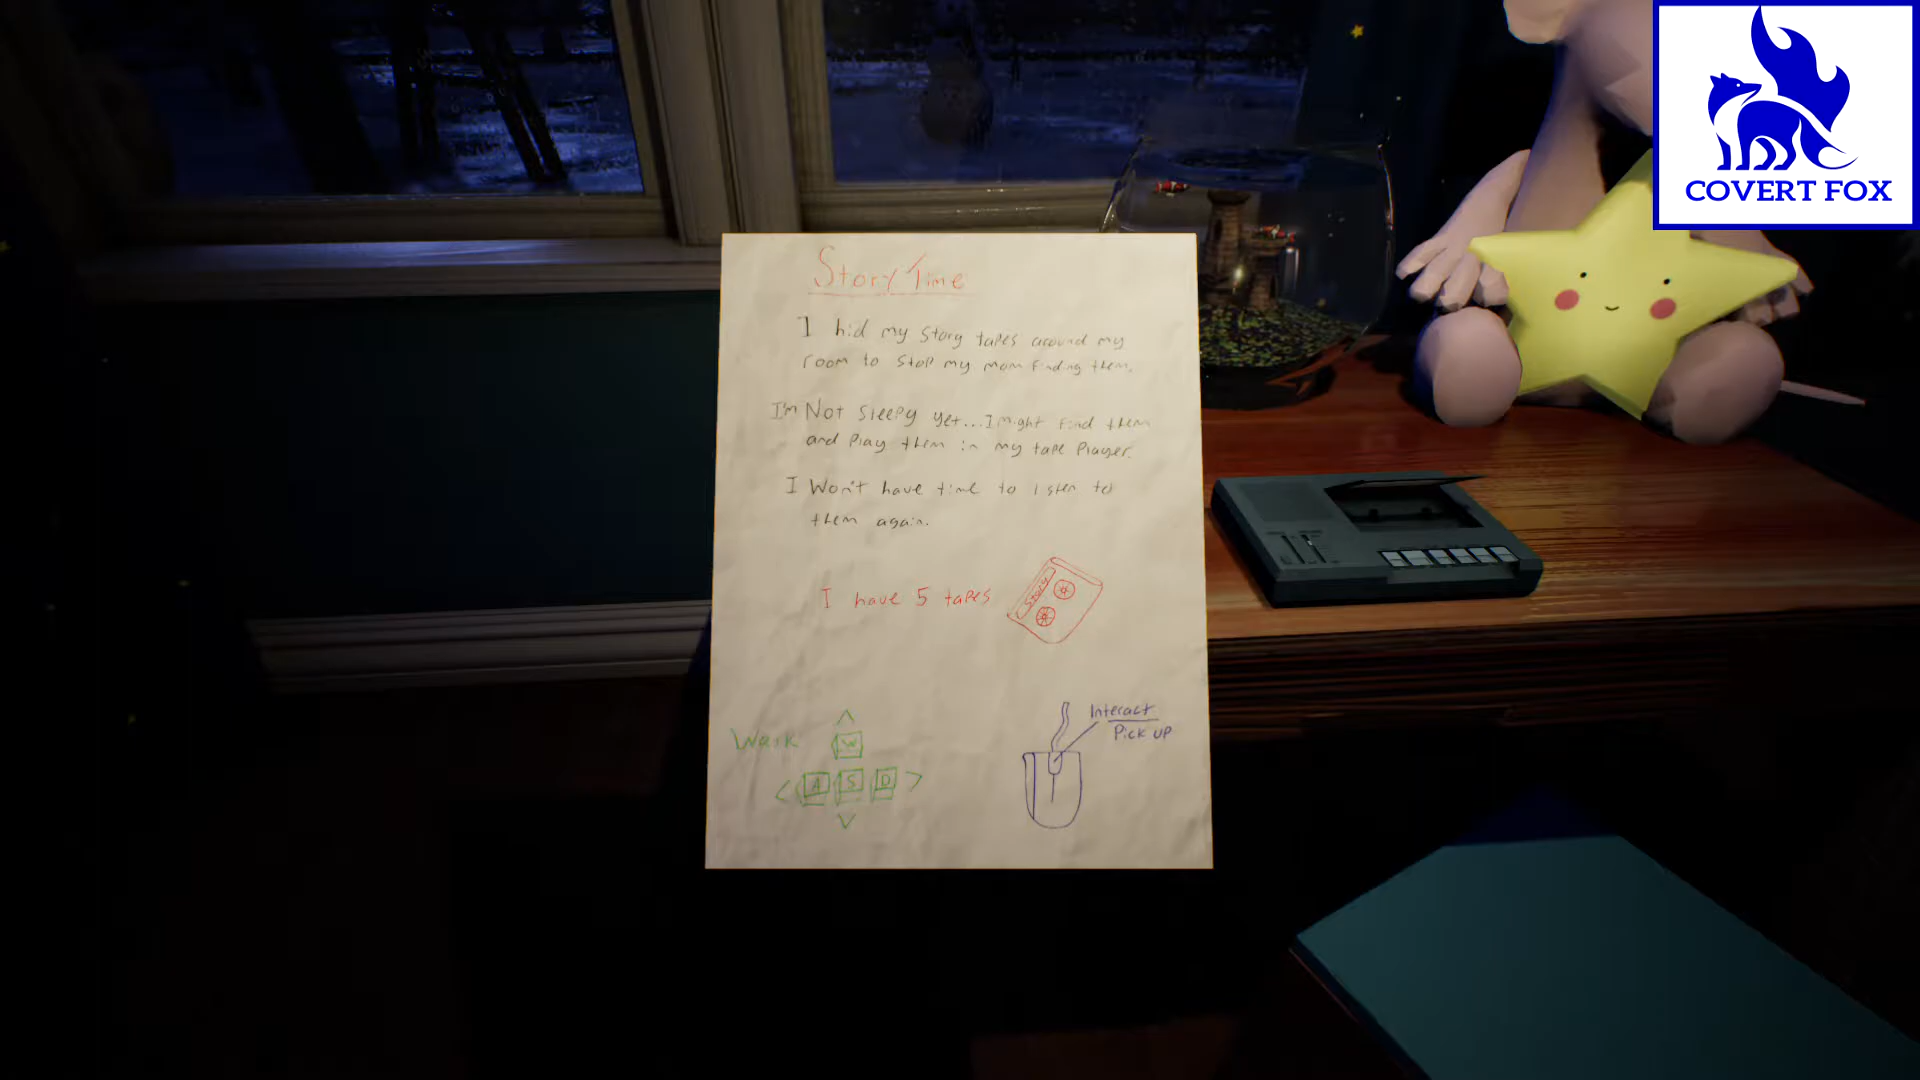 COVERT FOX
Story Time
I hid my story tapes around my
room to stop my mom finding them.
I'm Not sleepy yet...I might find them
and play them in my tape player.
I Won't have time to listen to
them again.
I have 5 tapes
Story
Interact
Pick up
Walk
W
A S D